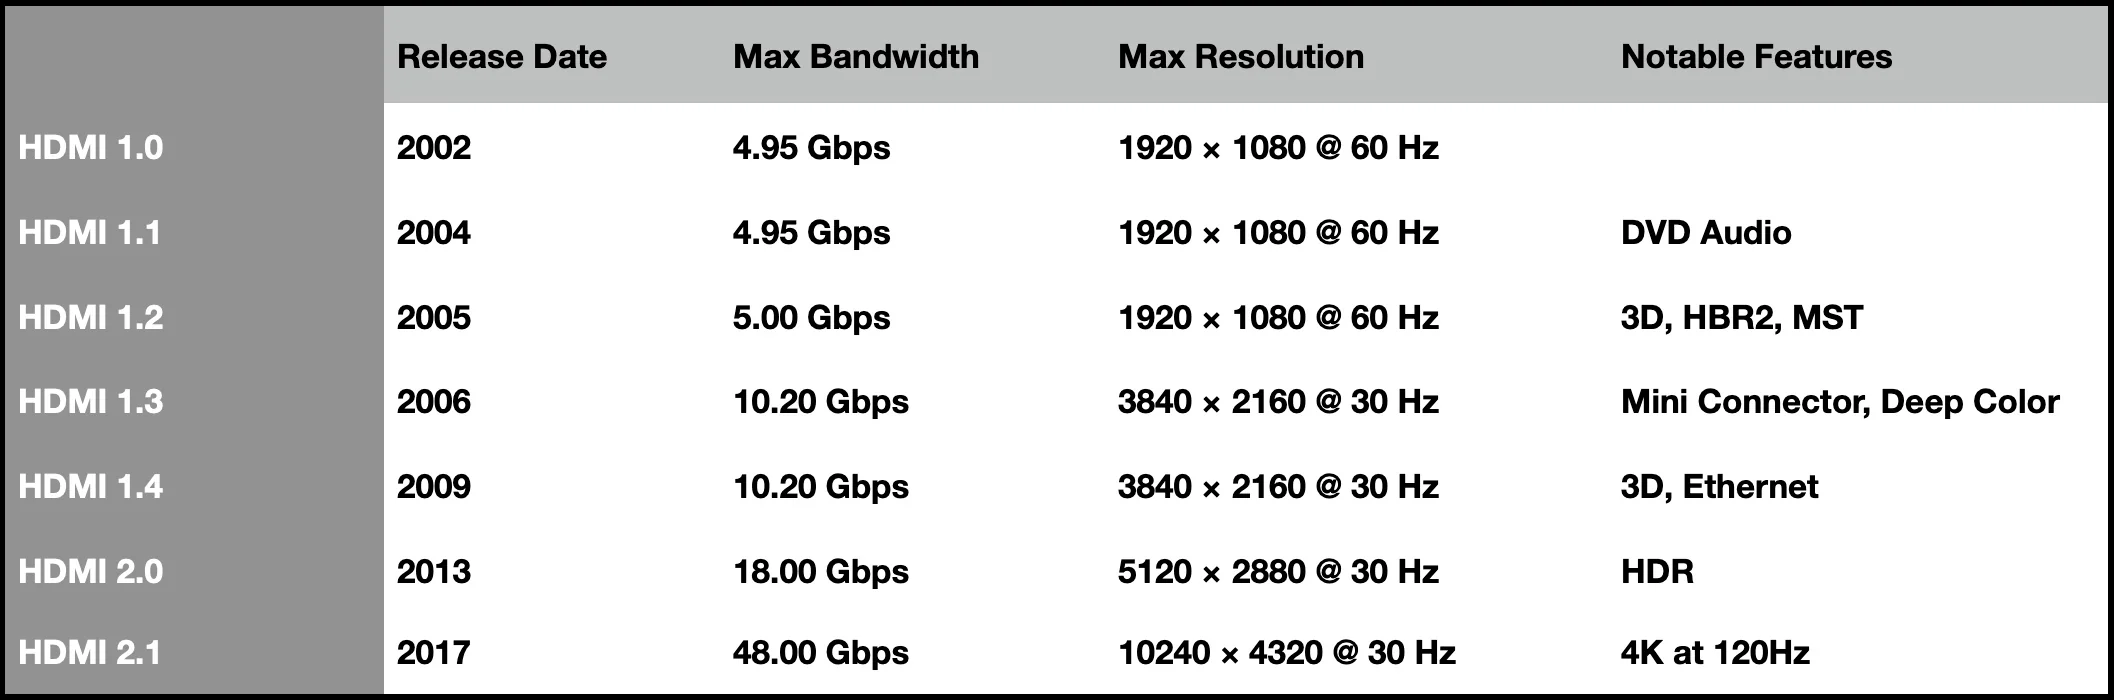 Release Date Max Bandwidth Max Resolution Notable Features
HDMI 1.0 2002 4.95 Gbps 1920 × 1080 @ 60 Hz
HDMI 1.1 2004 4.95 Gbps 1920 × 1080 @ 60 Hz DVD Audio
HDMI 1.2 2005 5.00 Gbps 1920 × 1080 @ 60 Hz 3D, HBR2, MST
HDMI 1.3 2006 10.20 Gbps 3840 × 2160 @ 30 Hz Mini Connector, Deep Color
HDMI 1.4 2009 10.20 Gbps 3840 × 2160 @ 30 Hz 3D, Ethernet
HDMI 2.0 2013 18.00 Gbps 5120 × 2880 @ 30 Hz HDR
HDMI 2.1 2017 48.00 Gbps 10240 × 4320 @ 30 Hz 4K at 120Hz